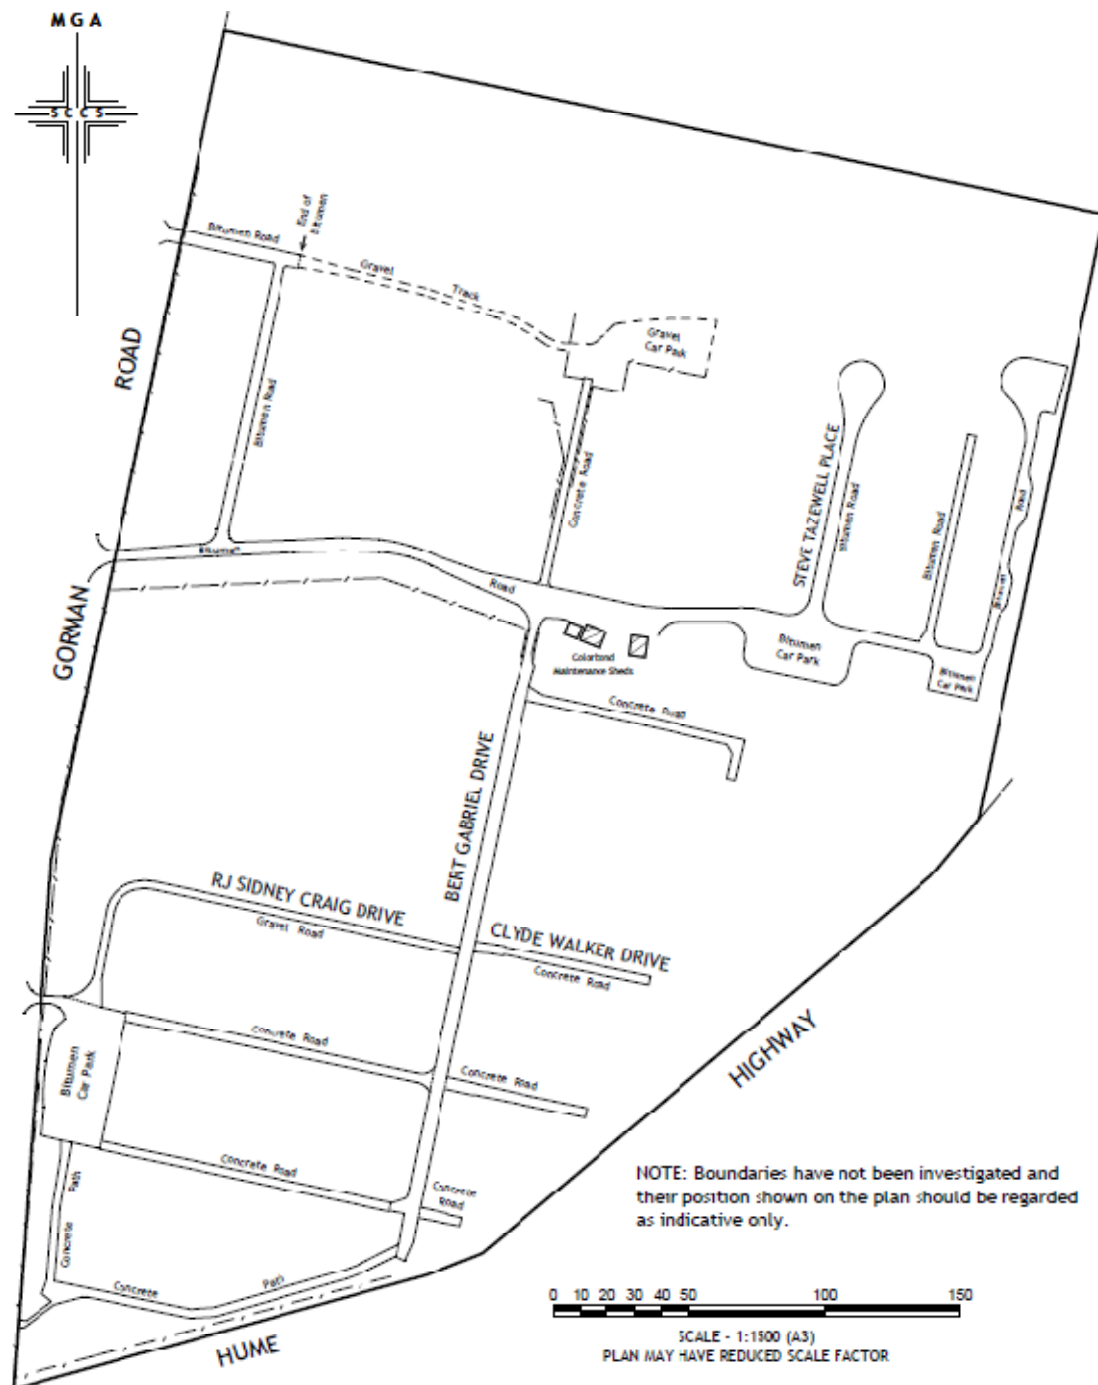 M G A
S C C S
End of
Bitumen
Bitumen Road
Gravel
Track
Gravel
Car Park
ROAD
Bitumen Road
Concrete Road
STEVE TAZEWELL PLACE
Bitumen Road
Bitumen Road
Road
Bitumen
Bitumen
Road
GORMAN
Bitumen
Car Park
Colorbond
Maintenance Sheds
Bitumen
Car Park
Concrete Road
BERT GABRIEL DRIVE
RJ SIDNEY CRAIG DRIVE
Gravel Road
CLYDE WALKER DRIVE
Concrete Road
HIGHWAY
Concrete Road
Bitumen
Car Park
Concrete Road
Concrete Road
Concrete
Road
Path
Concrete
Concrete
Path
HUME
NOTE: Boundaries have not been investigated and
their position shown on the plan should be regarded
as indicative only.
0 10 20 30 40 50 100 150
SCALE - 1:1500 (A3)
PLAN MAY HAVE REDUCED SCALE FACTOR